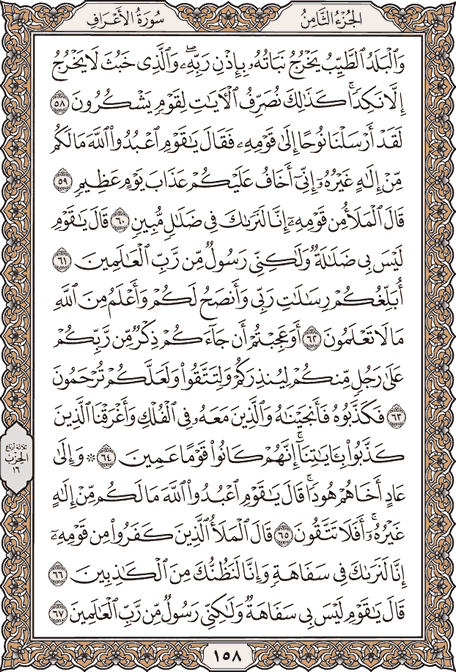 الجزء الثامن
سورة الأعراف
وَالْبَلَدُ الطَّيِّبُ يَخْرُجُ نَبَاتُهُۥ بِإِذْنِ رَبِّهِۦۖ وَالَّذِى خَبُثَ لَا يَخْرُجُ
إِلَّا نَكِدًاۚ كَذَٰلِكَ نُصَرِّفُ الْآيَاتِ لِقَوْمٍ يَشْكُرُونَ ٥٨
لَقَدْ أَرْسَلْنَا نُوحًا إِلَىٰ قَوْمِهِۦ فَقَالَ يَٰقَوْمِ اعْبُدُوا اللَّهَ مَا لَكُم
مِّنْ إِلَٰهٍ غَيْرُهُۥٓ إِنِّىٓ أَخَافُ عَلَيْكُمْ عَذَابَ يَوْمٍ عَظِيمٍ ٥٩
قَالَ الْمَلَأُ مِن قَوْمِهِۦٓ إِنَّا لَنَرَىٰكَ فِى ضَلَٰلٍ مُّبِينٍ ٦٠ قَالَ يَٰقَوْمِ
لَيْسَ بِى ضَلَٰلَةٌ وَلَٰكِنِّى رَسُولٌ مِّن رَّبِّ الْعَٰلَمِينَ ٦١
أُبَلِّغُكُمْ رِسَٰلَٰتِ رَبِّى وَأَنصَحُ لَكُمْ وَأَعْلَمُ مِنَ اللَّهِ
مَا لَا تَعْلَمُونَ ٦٢ أَوَعَجِبْتُمْ أَن جَآءَكُمْ ذِكْرٌ مِّن رَّبِّكُمْ
عَلَىٰ رَجُلٍ مِّنكُمْ لِيُنذِرَكُمْ وَلِتَتَّقُوا وَلَعَلَّكُمْ تُرْحَمُونَ
٦٣ فَكَذَّبُوهُ فَأَنجَيْنَٰهُ وَالَّذِينَ مَعَهُۥ فِى الْفُلْكِ وَأَغْرَقْنَا الَّذِينَ
كَذَّبُوا بِـَٔايَٰتِنَآۚ إِنَّهُمْ كَانُوا قَوْمًا عَمِينَ ٦٤ ۞ وَإِلَىٰ
عَادٍ أَخَاهُمْ هُودًاۚ قَالَ يَٰقَوْمِ اعْبُدُوا اللَّهَ مَا لَكُم مِّنْ إِلَٰهٍ
غَيْرُهُۥٓۚ أَفَلَا تَتَّقُونَ ٦٥ قَالَ الْمَلَأُ الَّذِينَ كَفَرُوا مِن قَوْمِهِۦٓ
إِنَّا لَنَرَىٰكَ فِى سَفَاهَةٍ وَإِنَّا لَنَظُنُّكَ مِنَ الْكَٰذِبِينَ ٦٦
قَالَ يَٰقَوْمِ لَيْسَ بِى سَفَاهَةٌ وَلَٰكِنِّى رَسُولٌ مِّن رَّبِّ الْعَٰلَمِينَ ٦٧
ثلاثة أرباع
الحزب
١٦
١٥٨